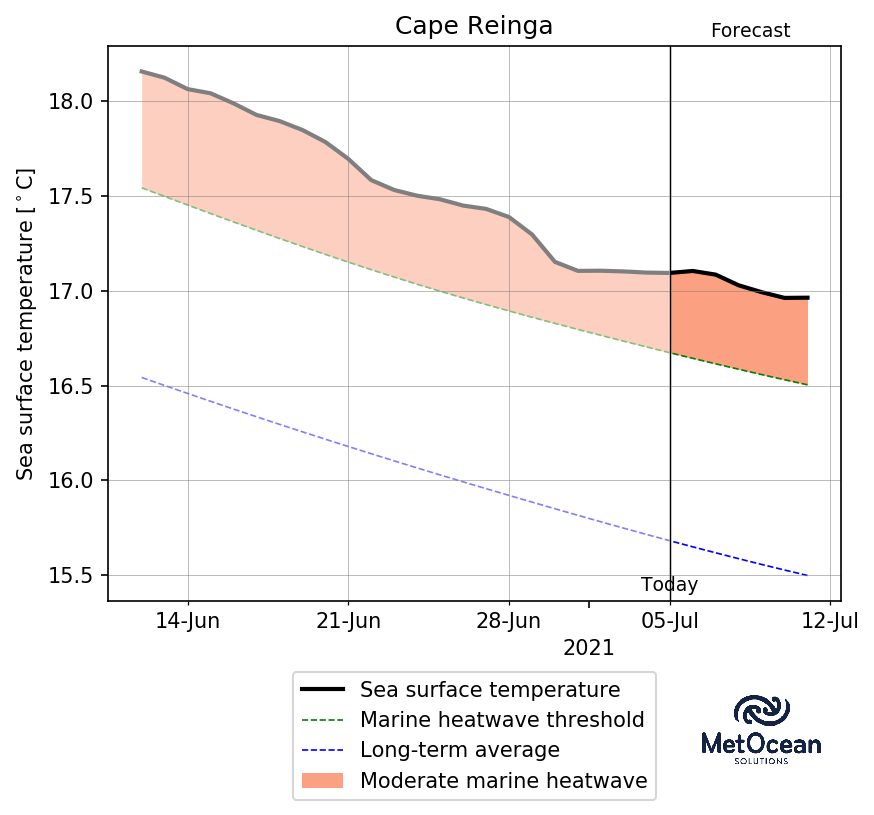 Cape Reinga
Forecast
Sea surface temperature [°C]
18.0
17.5
17.0
16.5
16.0
15.5
Today
14-Jun 21-Jun 28-Jun 05-Jul 12-Jul
2021
Sea surface temperature
Marine heatwave threshold
Long-term average
Moderate marine heatwave
MetOcean
SOLUTIONS